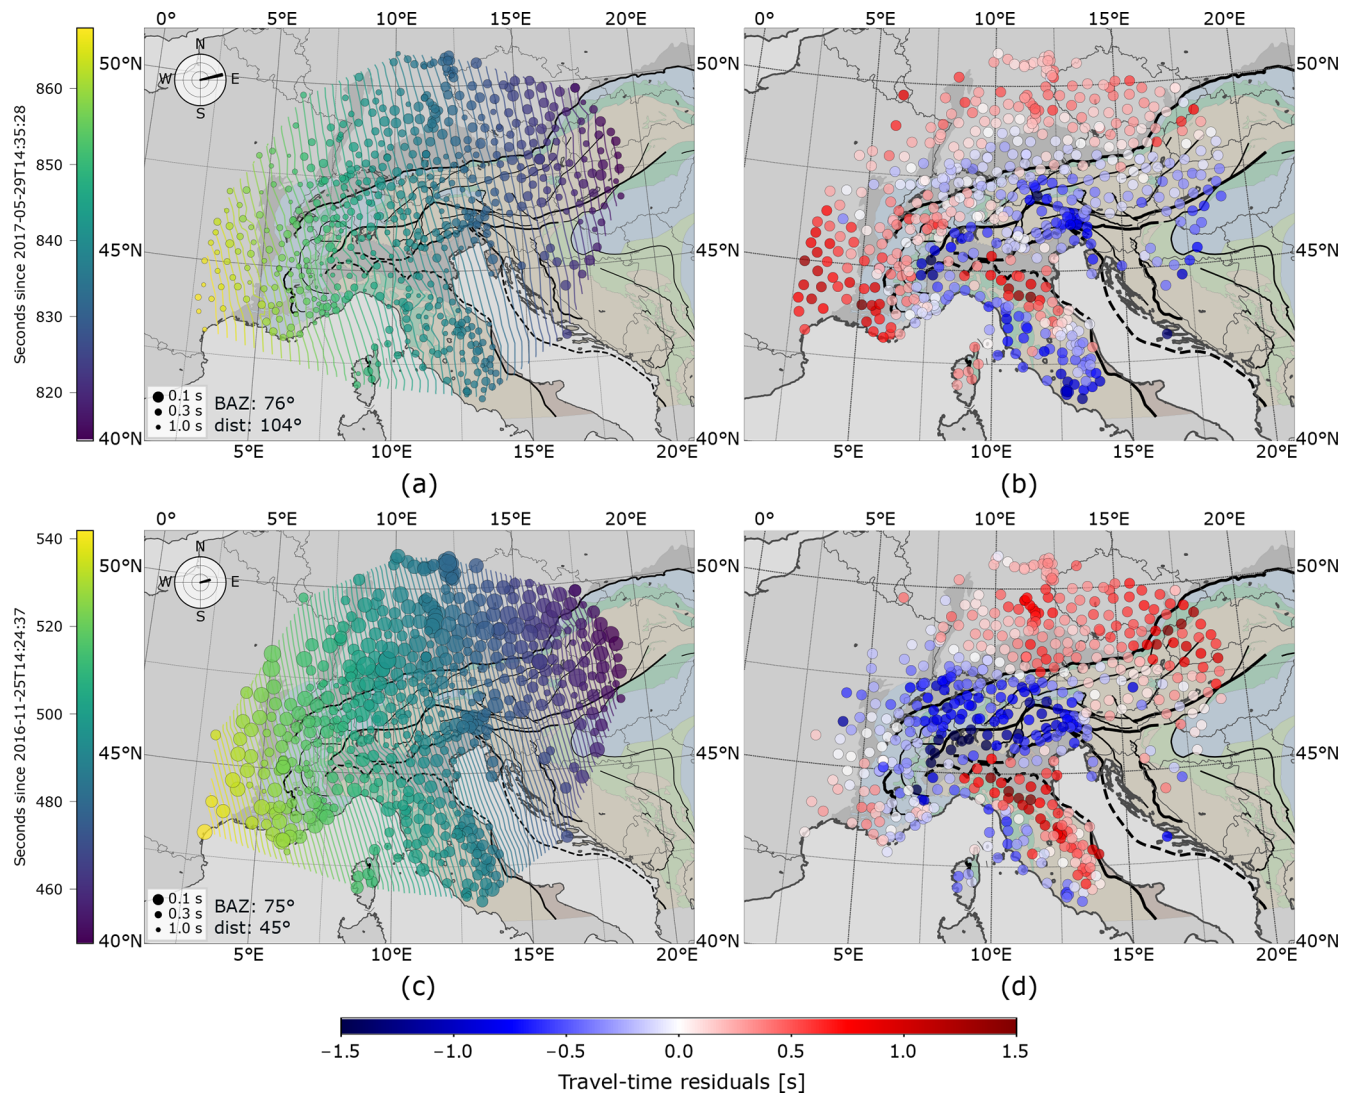 0° 5°E 10°E 15°E 20°E 0° 5°E 10°E 15°E 20°E
50°N 50°N 50°N
N
W E
S
860
850
840
830
820
Seconds since 2017-05-29T14:35:28
45°N 45°N 45°N
0.1 s
0.3 s
1.0 s
BAZ: 76°
dist: 104°
40°N 40°N 40°N
5°E 10°E 15°E 20°E 5°E 10°E 15°E 20°E
(a) (b)
0° 5°E 10°E 15°E 20°E 0° 5°E 10°E 15°E 20°E
50°N 50°N 50°N
N
W E
S
540
520
500
480
460
Seconds since 2016-11-25T14:24:37
45°N 45°N 45°N
0.1 s
0.3 s
1.0 s
BAZ: 75°
dist: 45°
40°N 40°N 40°N
5°E 10°E 15°E 20°E 5°E 10°E 15°E 20°E
(c) (d)
−1.5 −1.0 −0.5 0.0 0.5 1.0 1.5
Travel-time residuals [s]